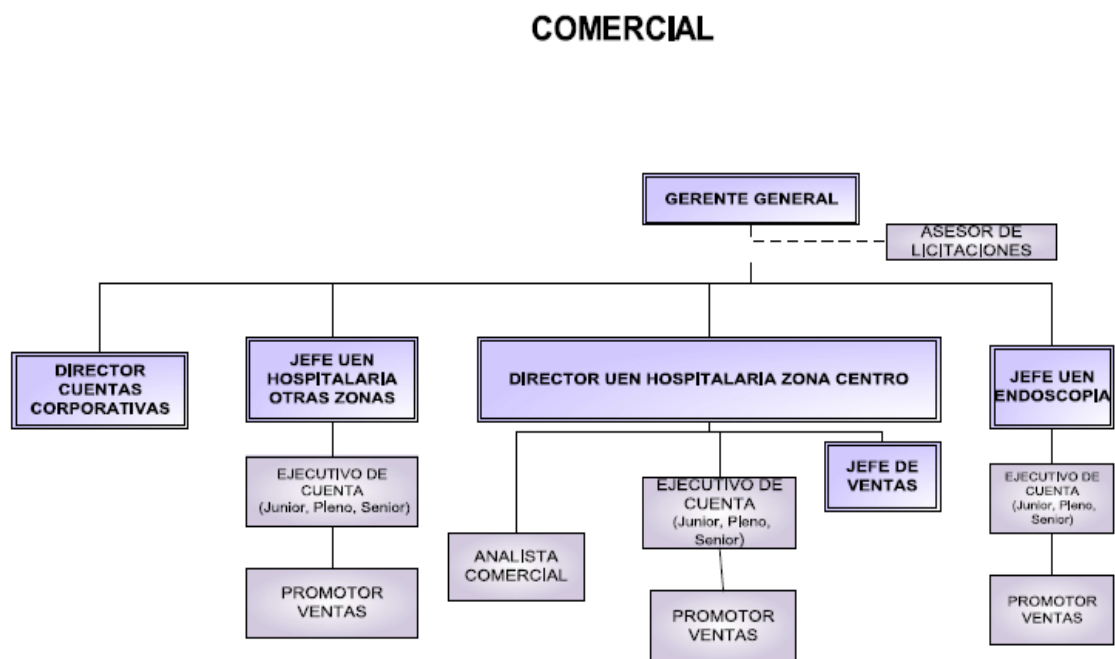 COMERCIAL
GERENTE GENERAL
ASESOR DE
LICITACIONES
DIRECTOR
CUENTAS
CORPORATIVAS
JEFE UEN
HOSPITALARIA
OTRAS ZONAS
DIRECTOR UEN HOSPITALARIA ZONA CENTRO
JEFE UEN
ENDOSCOPIA
EJECUTIVO DE
CUENTA
(Junior, Pleno, Senior)
EJECUTIVO DE
CUENTA
(Junior, Pleno,
Senior)
JEFE DE
VENTAS
EJECUTIVO DE
CUENTA
(Junior, Pleno,
Senior)
ANALISTA
COMERCIAL
PROMOTOR
VENTAS
PROMOTOR
VENTAS
PROMOTOR
VENTAS